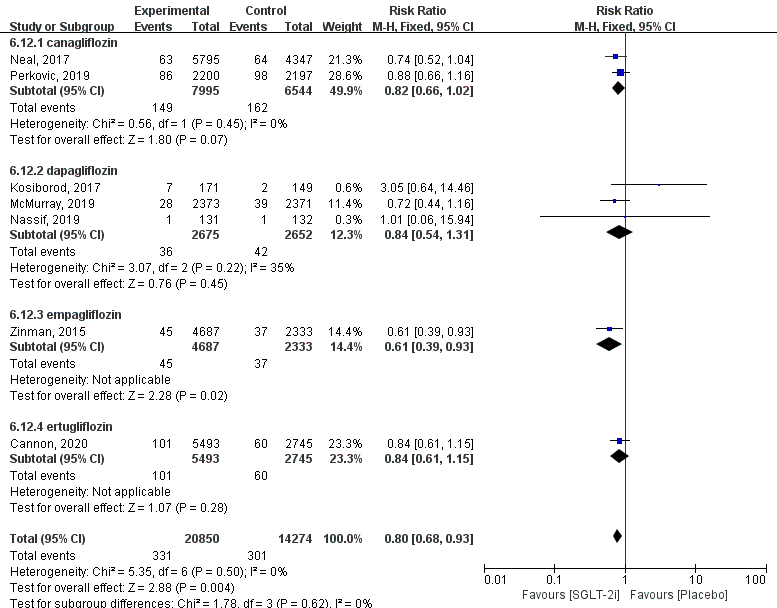 Experimental Control Risk Ratio Risk Ratio
Study or Subgroup Events Total Events Total Weight M-H, Fixed, 95% CI M-H, Fixed, 95% CI
6.12.1 canagliflozin
Neal, 2017 63 5795 64 4347 21.3% 0.74 [0.52, 1.04]
Perkovic, 2019 86 2200 98 2197 28.6% 0.88 [0.66, 1.16]
Subtotal (95% CI) 7995 6544 49.9% 0.82 [0.66, 1.02]
Total events 149 162
Heterogeneity: Chi² = 0.56, df = 1 (P = 0.45); I² = 0%
Test for overall effect: Z = 1.80 (P = 0.07)
6.12.2 dapagliflozin
Kosiborod, 2017 7 171 2 149 0.6% 3.05 [0.64, 14.46]
McMurray, 2019 28 2373 39 2371 11.4% 0.72 [0.44, 1.16]
Nassif, 2019 1 131 1 132 0.3% 1.01 [0.06, 15.94]
Subtotal (95% CI) 2675 2652 12.3% 0.84 [0.54, 1.31]
Total events 36 42
Heterogeneity: Chi² = 3.07, df = 2 (P = 0.22); I² = 35%
Test for overall effect: Z = 0.76 (P = 0.45)
6.12.3 empagliflozin
Zinman, 2015 45 4687 37 2333 14.4% 0.61 [0.39, 0.93]
Subtotal (95% CI) 4687 2333 14.4% 0.61 [0.39, 0.93]
Total events 45 37
Heterogeneity: Not applicable
Test for overall effect: Z = 2.28 (P = 0.02)
6.12.4 ertugliflozin
Cannon, 2020 101 5493 60 2745 23.3% 0.84 [0.61, 1.15]
Subtotal (95% CI) 5493 2745 23.3% 0.84 [0.61, 1.15]
Total events 101 60
Heterogeneity: Not applicable
Test for overall effect: Z = 1.07 (P = 0.28)
Total (95% CI) 20850 14274 100.0% 0.80 [0.68, 0.93]
Total events 331 301
Heterogeneity: Chi² = 5.35, df = 6 (P = 0.50); I² = 0%
Test for overall effect: Z = 2.88 (P = 0.004)
Test for subgroup differences: Chi² = 1.78, df = 3 (P = 0.62), I² = 0%
0.01 0.1 1 10 100
Favours [SGLT-2i] Favours [Placebo]